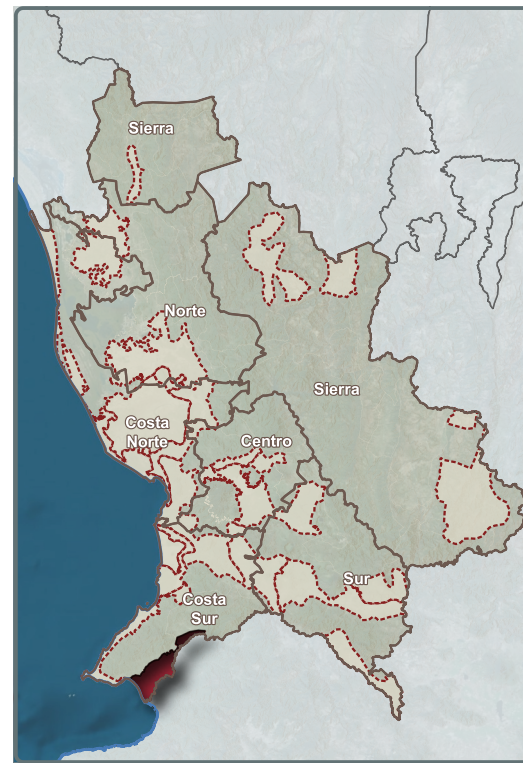 Sierra
Norte
Sierra
Costa
Norte
Centro
Sur
Costa
Sur